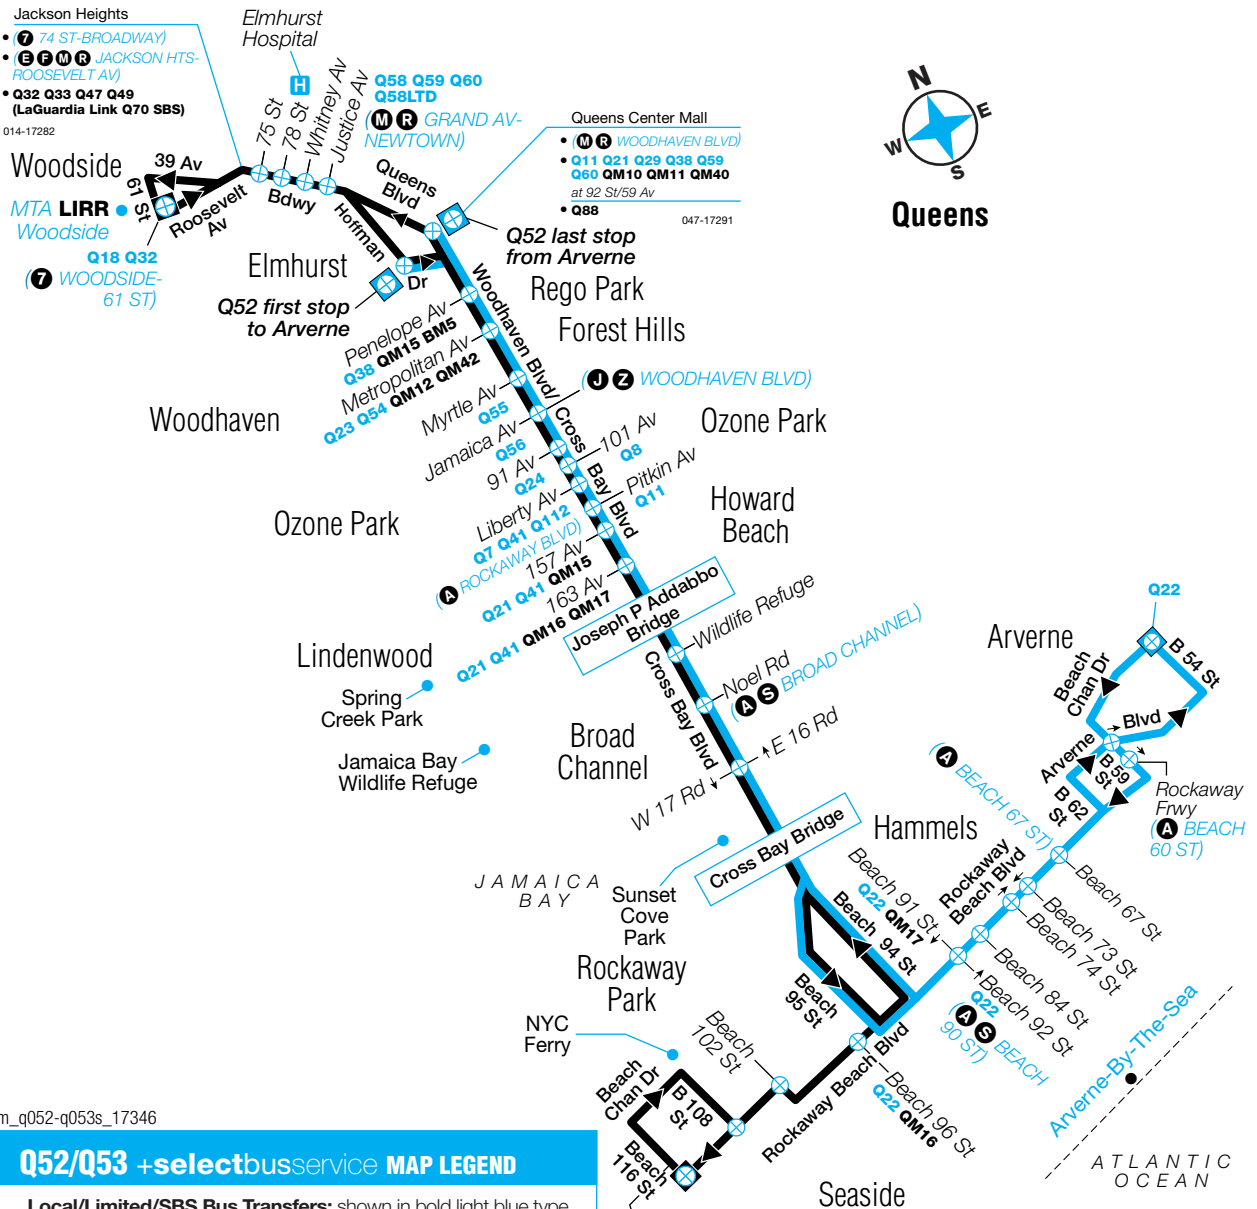 Jackson Heights
• (7 74 ST-BROADWAY)
• (E F M R JACKSON HTS-
ROOSEVELT AV)
• Q32 Q33 Q47 Q49
(LaGuardia Link Q70 SBS)
014-17282
Elmhurst
Hospital
H
75 St
78 St
Whitney Av
Justice Av
Q58 Q59 Q60
Q58LTD
(M R GRAND AV-
NEWTOWN)
Queens Center Mall
• (M R WOODHAVEN BLVD)
• Q11 Q21 Q29 Q38 Q59
Q60 QM10 QM11 QM40
at 92 St/59 Av
• Q88
047-17291
N
E
W
S
Queens
Woodside
39 Av
61 St
Roosevelt
Av
Bdwy
MTA LIRR
Woodside
Q18 Q32
(7 WOODSIDE-
61 ST)
Queens
Blvd
Hoffman
Dr
Elmhurst
Q52 last stop
from Arverne
Q52 first stop
to Arverne
Rego Park
Forest Hills
Woodhaven Blvd/ Cross Bay Blvd
Penelope Av
Q38 QM15 BM5
Metropolitan Av
Q23 Q54 QM12 QM42
Woodhaven
Myrtle Av
Q55
(J Z WOODHAVEN BLVD)
Jamaica Av
Q56
91 Av
Q24
101 Av
Q8
Ozone Park
Pitkin Av
Q11
Ozone Park
Liberty Av
Q7 Q41 Q112
(A ROCKAWAY BLVD)
Howard
Beach
157 Av
Q21 Q41 QM15
163 Av
Q21 Q41 QM16 QM17
Joseph P Addabbo
Bridge
Lindenwood
Spring
Creek Park
Wildlife Refuge
Cross Bay Blvd
Noel Rd
(A S BROAD CHANNEL)
Jamaica Bay
Wildlife Refuge
Broad
Channel
E 16 Rd
W 17 Rd
Cross Bay Bridge
JAMAICA
BAY
Sunset
Cove
Park
Rockaway
Park
NYC
Ferry
Beach
Chan Dr
B 108
St
Beach
116 St
Beach
102 St
Beach
95 St
Beach 94 St
Rockaway Beach Blvd
Beach 96 St
Q22 QM16
Seaside
Hammels
Beach 91 St
Q22 QM17
Beach 92 St
Q22
(A S BEACH
90 ST)
Beach 84 St
Beach 74 St
Beach 73 St
Rockaway
Beach Blvd
Beach 67 St
(A BEACH 67 ST)
Arverne
Q22
Beach
Chan Dr
B 54 St
Arverne Blvd
B 59
St
B 62
St
Rockaway
Frwy
(A BEACH
60 ST)
Arverne-By-The-Sea
ATLANTIC
OCEAN
m_q052-q053s_17346
Q52/Q53 +selectbusservice MAP LEGEND
Local/Limited/SBS Bus Transfers: shown in bold light blue type